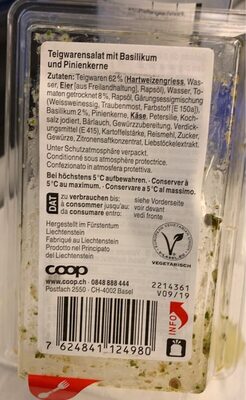 Teigwarensalat mit Basilikum
und Pinienkerne
Zutaten: Teigwaren 62% (Hartweizengriess, Was-
ser, Eier [aus Freilandhaltung], Rapsöl), Wasser, To-
maten getrocknet 8%, Rapsöl, Gärungsessigmischung
(Weissweinessig, Traubenmost, Farbstoff [E 150a]),
Basilikum 2%, Pinienkerne, Käse, Petersilie, Koch-
salz jodiert, Bärlauch, Gewürzzubereitung, Verdick-
ungsmittel (E 415), Kartoffelstärke, Reismehl, Zucker,
Gewürze, Zitronensaftkonzentrat, Liebstöckelextrakt.
Unter Schutzatmosphäre verpackt.
Conditionné sous atmosphère protectrice.
Confezionato in atmosfera protettiva.
Bei höchstens 5°C aufbewahren. - Conserver à
5°C au maximum. - Conservare a 5°C al massimo.
DAT
zu verbrauchen bis: siehe Vorderseite
à consommer jusqu'au: voir devant
da consumare entro: vedi fronte
Hergestellt im Fürstentum
Liechtenstein
Fabriqué au Liechtenstein
Prodotto nel Principato
del Liechtenstein
VEGETARISCH
coop
www.coop.ch · 0848 888 444
Postfach 2550 · CH-4002 Basel
2214361
V09/19
INFO
7 624841 124980